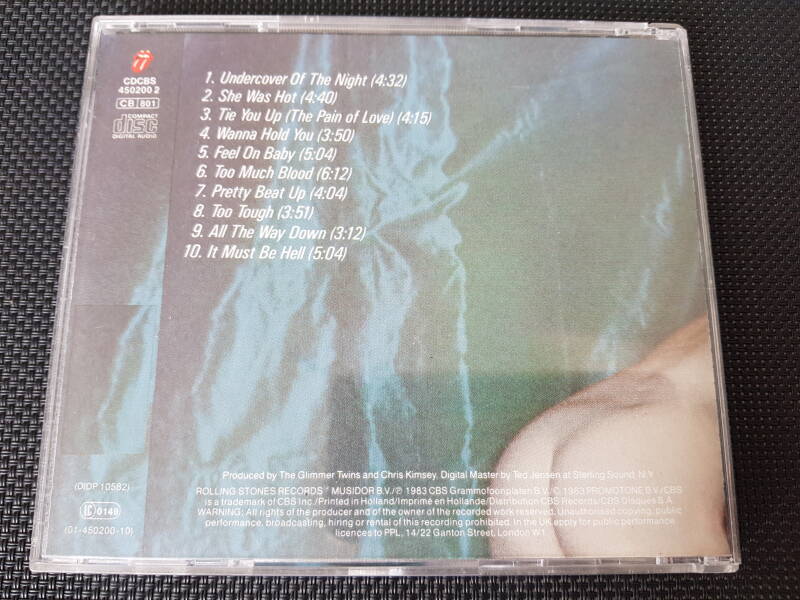 CDCBS
450200 2
CB 801
COMPACT
disc
DIGITAL AUDIO
1. Undercover Of The Night (4:32)
2. She Was Hot (4:40)
3. Tie You Up (The Pain of Love) (4:15)
4. Wanna Hold You (3:50)
5. Feel On Baby (5:04)
6. Too Much Blood (6:12)
7. Pretty Beat Up (4:04)
8. Too Tough (3:51)
9. All The Way Down (3:12)
10. It Must Be Hell (5:04)
Produced by The Glimmer Twins and Chris Kimsey. Digital Master by Ted Jensen at Sterling Sound, N.Y.
(DIDP 10582)
ROLLING STONES RECORDS / MUSIDOR B.V./℗ 1983 CBS Grammofoonplaten B.V. © 1983 PROMOTONE B.V./CBS
is a trademark of CBS Inc./Printed in Holland/Imprimé en Hollande/Distribution CBS Records/CBS Disques S.A.
WARNING: All rights of the producer and of the owner of the recorded work reserved. Unauthorised copying, public
performance, broadcasting, hiring or rental of this recording prohibited. In the UK apply for public performance
licences to PPL, 14/22 Ganton Street, London W1
LC 0149
(01-450200-10)